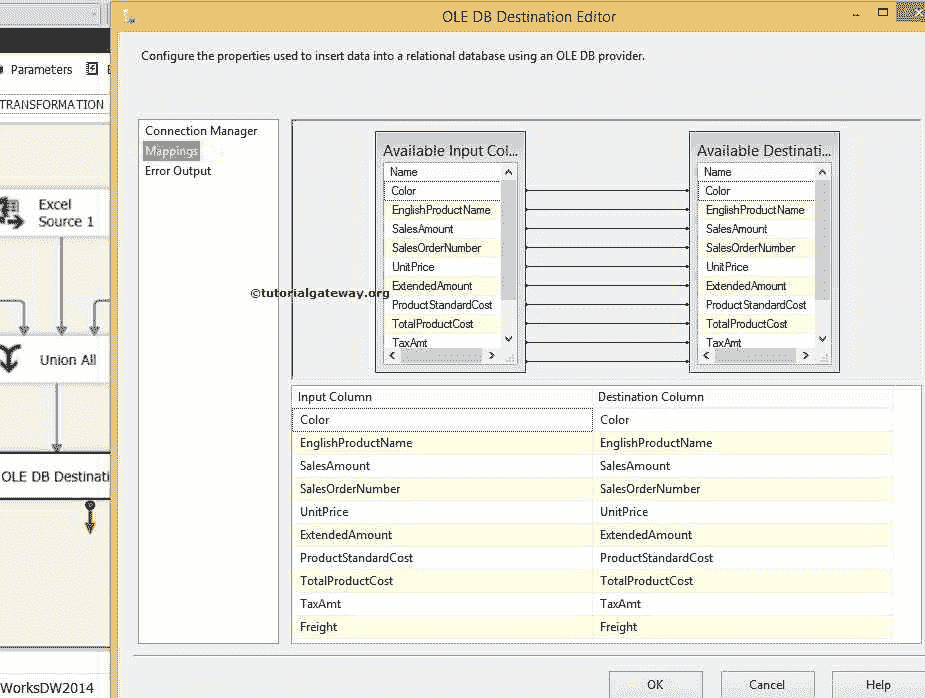 OLE DB Destination Editor
Configure the properties used to insert data into a relational database using an OLE DB provider.
Parameters
TRANSFORMATION
Excel
Source 1
Union All
OLE DB Destinati
WorksDW2014
Connection Manager
Mappings
Error Output
Available Input Col...
Name
Color
EnglishProductName
SalesAmount
SalesOrderNumber
UnitPrice
ExtendedAmount
ProductStandardCost
TotalProductCost
TaxAmt
Available Destinati...
Name
Color
EnglishProductName
SalesAmount
SalesOrderNumber
UnitPrice
ExtendedAmount
ProductStandardCost
TotalProductCost
TaxAmt
©tutorialgateway.org
Input Column Destination Column
Color Color
EnglishProductName EnglishProductName
SalesAmount SalesAmount
SalesOrderNumber SalesOrderNumber
UnitPrice UnitPrice
ExtendedAmount ExtendedAmount
ProductStandardCost ProductStandardCost
TotalProductCost TotalProductCost
TaxAmt TaxAmt
Freight Freight
OK Cancel Help